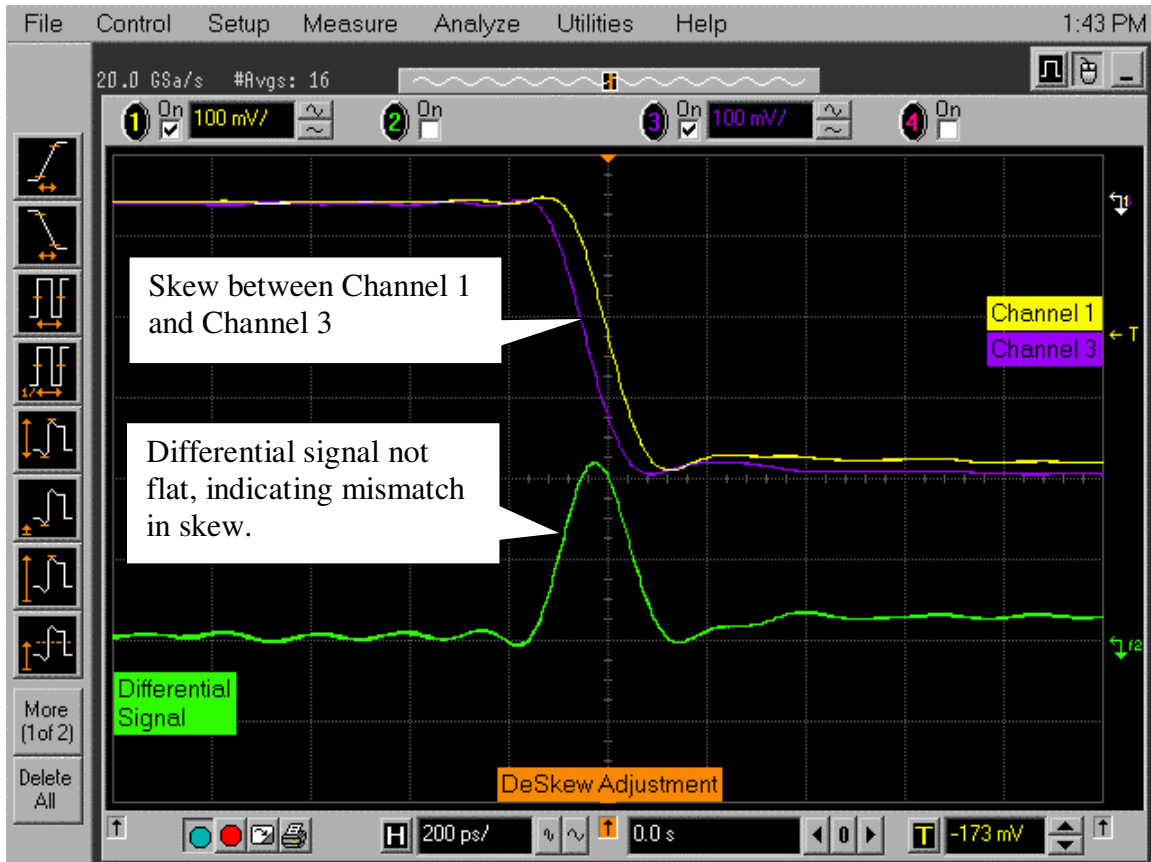 File Control Setup Measure Analyze Utilities Help 1:43 PM
20.0 GSa/s #Avgs: 16
1 On 100 mV/ 2 On 3 On 100 mV/ 4 On
Skew between Channel 1
and Channel 3
Channel 1
← T
Channel 3
Differential signal not
flat, indicating mismatch
in skew.
f2
Differential
Signal
More
(1of 2)
Delete
All
DeSkew Adjustment
H 200 ps/ 0.0 s 0 T -173 mV